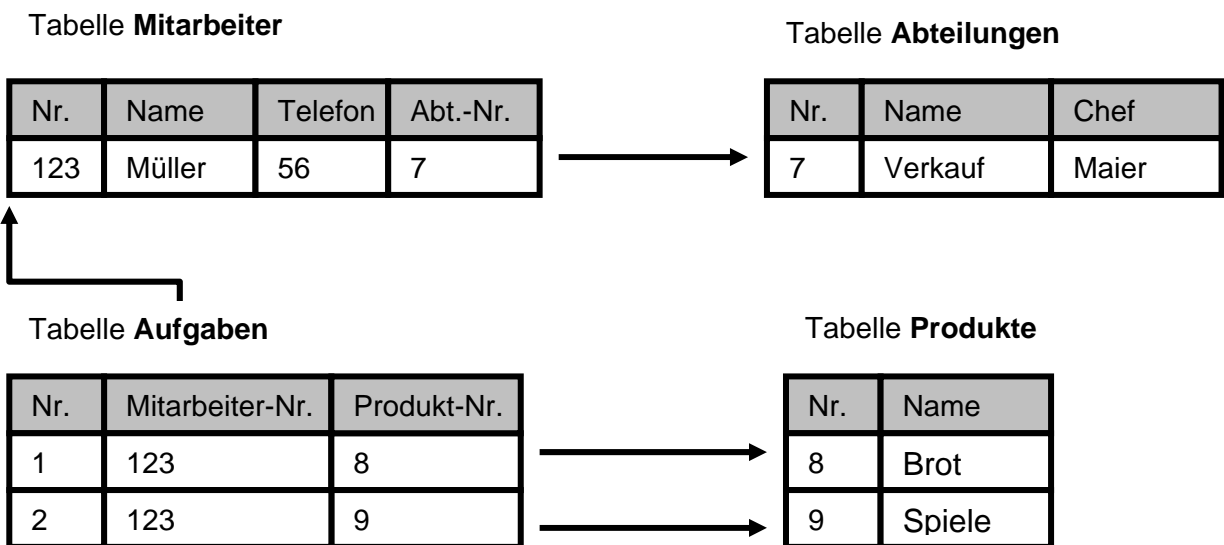 Tabelle Mitarbeiter
Nr. Name Telefon Abt.-Nr.
123 Müller 56 7
Tabelle Abteilungen
Nr. Name Chef
7 Verkauf Maier
Tabelle Aufgaben
Nr. Mitarbeiter-Nr. Produkt-Nr.
1 123 8
2 123 9
Tabelle Produkte
Nr. Name
8 Brot
9 Spiele